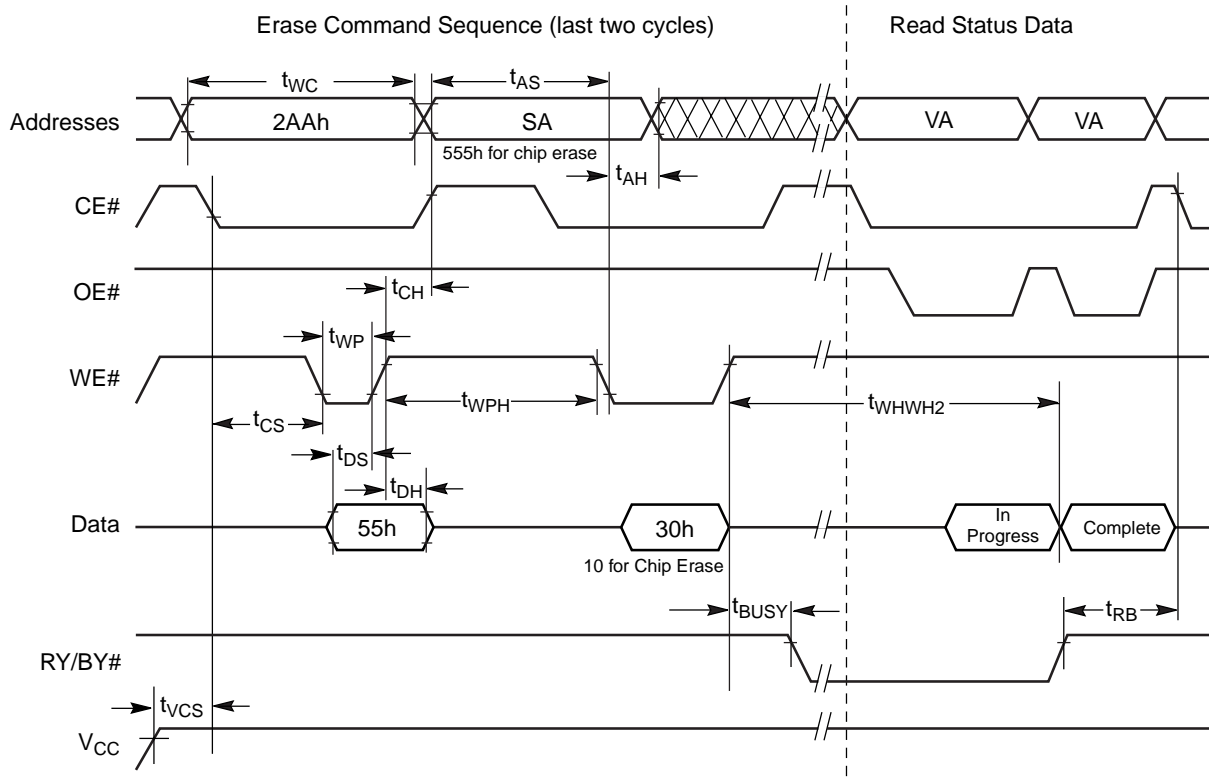 Erase Command Sequence (last two cycles)
Read Status Data
tWC
tAS
Addresses
2AAh
SA
VA
VA
555h for chip erase
tAH
CE#
OE#
tCH
tWP
WE#
tWPH
tWHWH2
tCS
tDS
tDH
Data
55h
30h
In
Progress
Complete
10 for Chip Erase
tBUSY
tRB
RY/BY#
tVCS
VCC